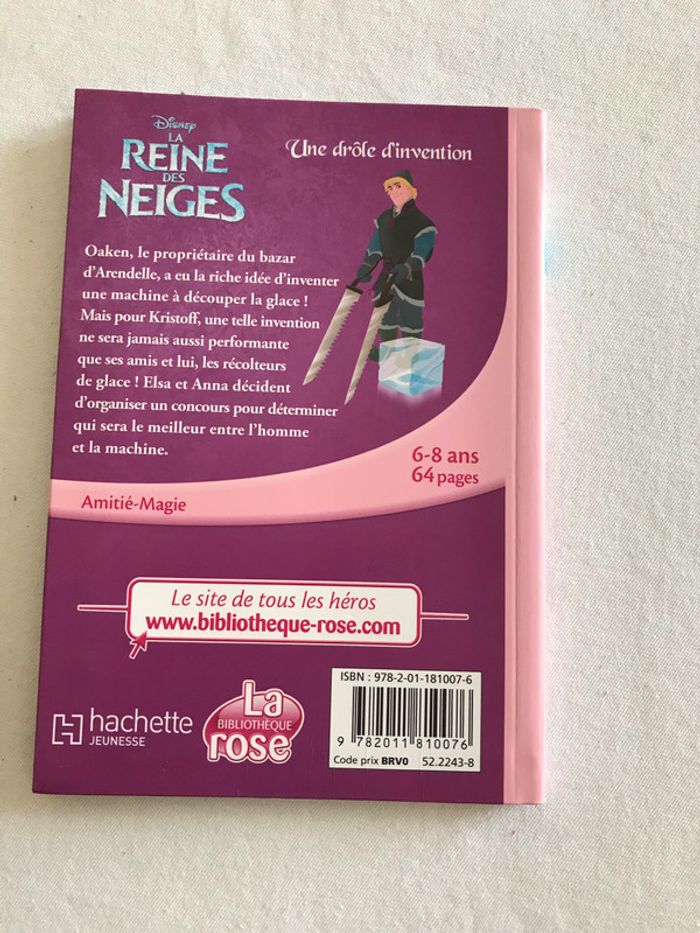 Disney
LA
REINE
DES
NEIGES
Une drôle d'invention
Oaken, le propriétaire du bazar
d'Arendelle, a eu la riche idée d'inventer
une machine à découper la glace !
Mais pour Kristoff, une telle invention
ne sera jamais aussi performante
que ses amis et lui, les récolteurs
de glace ! Elsa et Anna décident
d'organiser un concours pour déterminer
qui sera le meilleur entre l'homme
et la machine.
6-8 ans
64 pages
Amitié-Magie
Le site de tous les héros
www.bibliotheque-rose.com
hachette
JEUNESSE
La
BIBLIOTHÈQUE
rose
ISBN : 978-2-01-181007-6
9 782011 810076
Code prix BRV0 52.2243-8